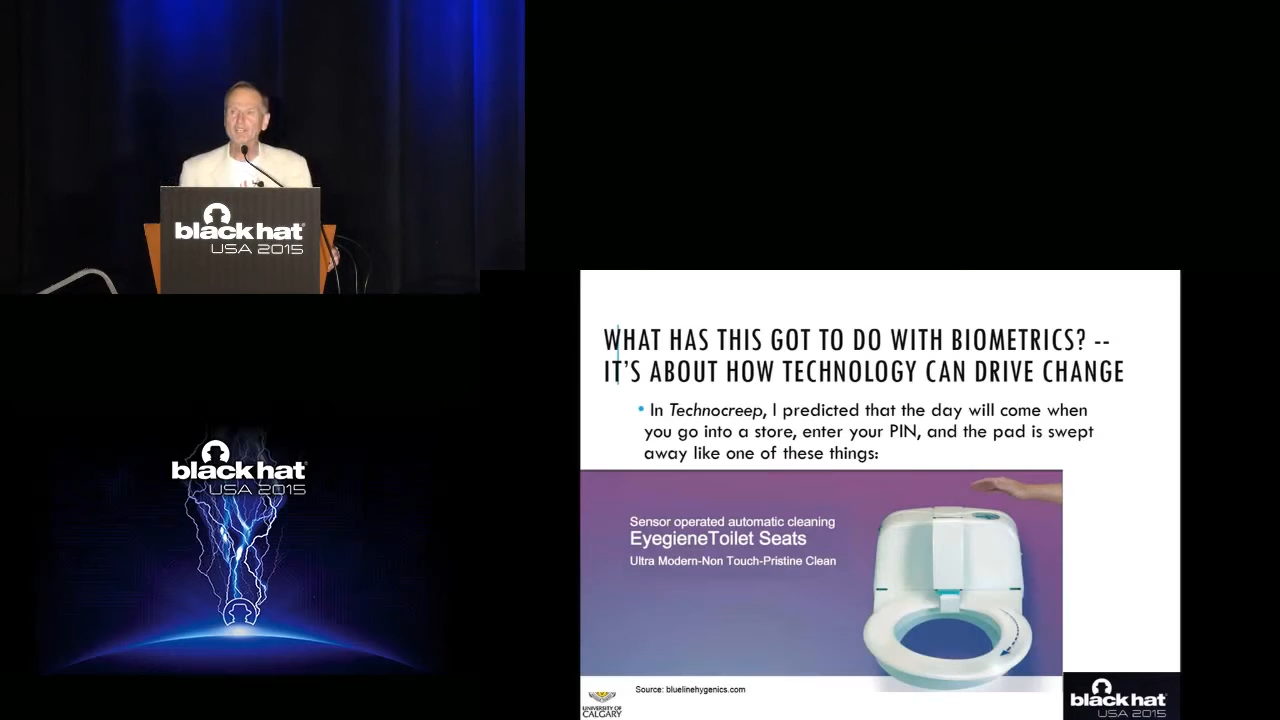 black hat
USA 2015
black hat
USA 2015
WHAT HAS THIS GOT TO DO WITH BIOMETRICS? --
IT'S ABOUT HOW TECHNOLOGY CAN DRIVE CHANGE
• In Technocreep, I predicted that the day will come when
you go into a store, enter your PIN, and the pad is swept
away like one of these things:
Sensor operated automatic cleaning
EyegieneToilet Seats
Ultra Modern-Non Touch-Pristine Clean
Source: bluelinehygenics.com
UNIVERSITY OF
CALGARY
black hat
USA 2015